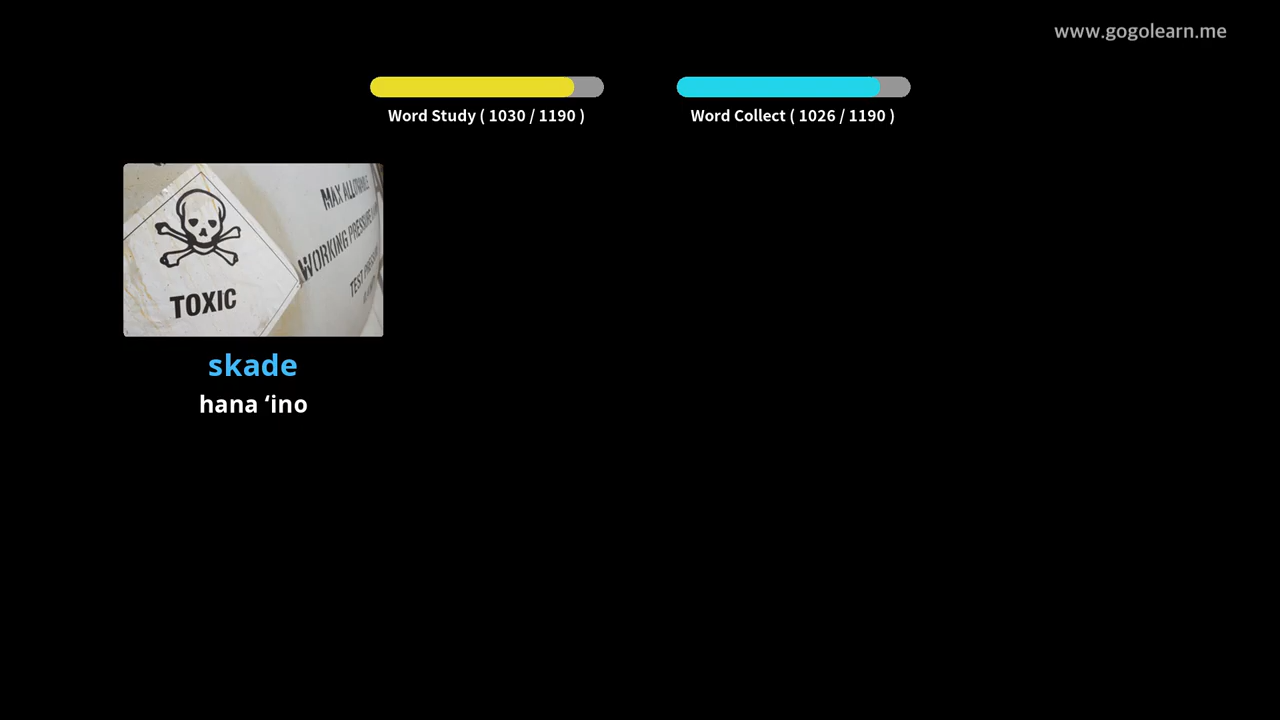 www.gogolearn.me
Word Study ( 1030 / 1190 )
Word Collect ( 1026 / 1190 )
MAX ALLOWABLE
WORKING PRESSURE
TEST
TOXIC
skade
hana ‘ino